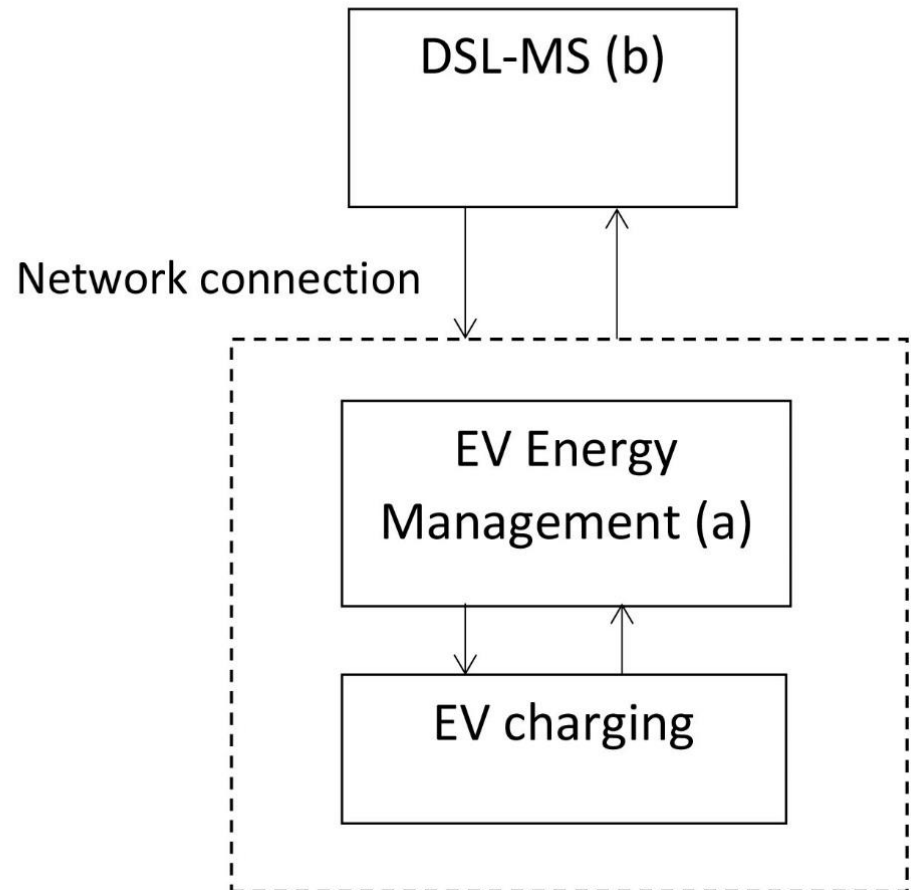 DSL-MS (b)
Network connection
EV Energy
Management (a)
EV charging